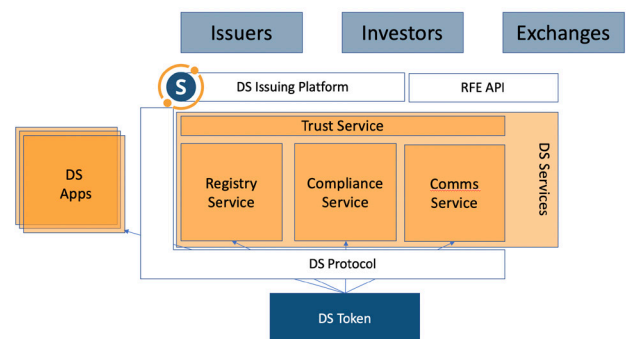 Issuers
Investors
Exchanges
S
DS Issuing Platform
RFE API
Trust Service
DS Services
DS
Apps
Registry
Service
Compliance
Service
Comms
Service
DS Protocol
DS Token